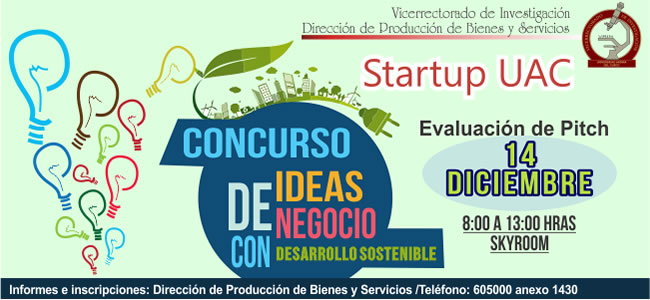 Vicerrectorado de Investigación
Dirección de Producción de Bienes y Servicios
Startup UAC
CONCURSO
DE IDEAS
NEGOCIO
CON DESARROLLO SOSTENIBLE
Evaluación de Pitch
14
DICIEMBRE
8:00 A 13:00 HRAS
SKYROOM
Informes e inscripciones: Dirección de Producción de Bienes y Servicios /Teléfono: 605000 anexo 1430